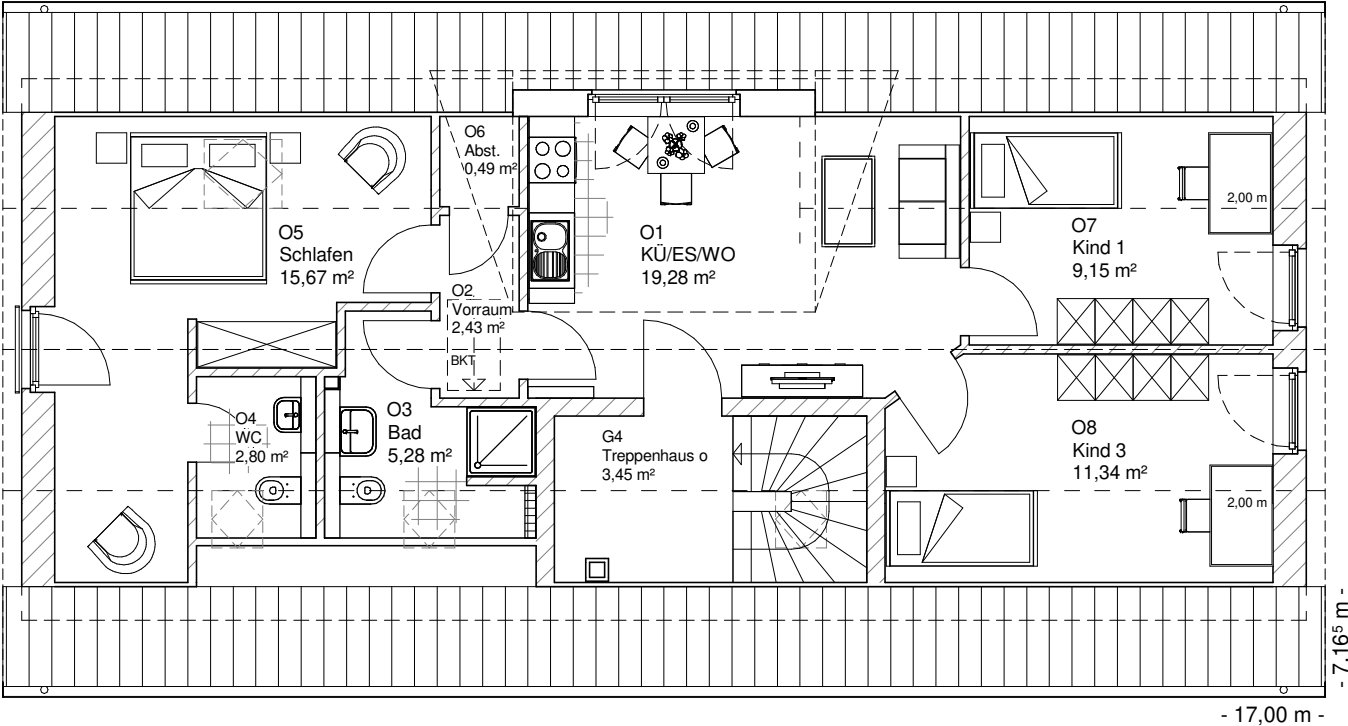 O6
Abst.
0,49 m²
O5
Schlafen
15,67 m²
O1
KÜ/ES/WO
19,28 m²
O7
Kind 1
9,15 m²
2,00 m
O2
Vorraum
2,43 m²
BKT
O4
WC
2,80 m²
O3
Bad
5,28 m²
G4
Treppenhaus o
3,45 m²
O8
Kind 3
11,34 m²
2,00 m
- 7.16⁵ m -
- 17,00 m -